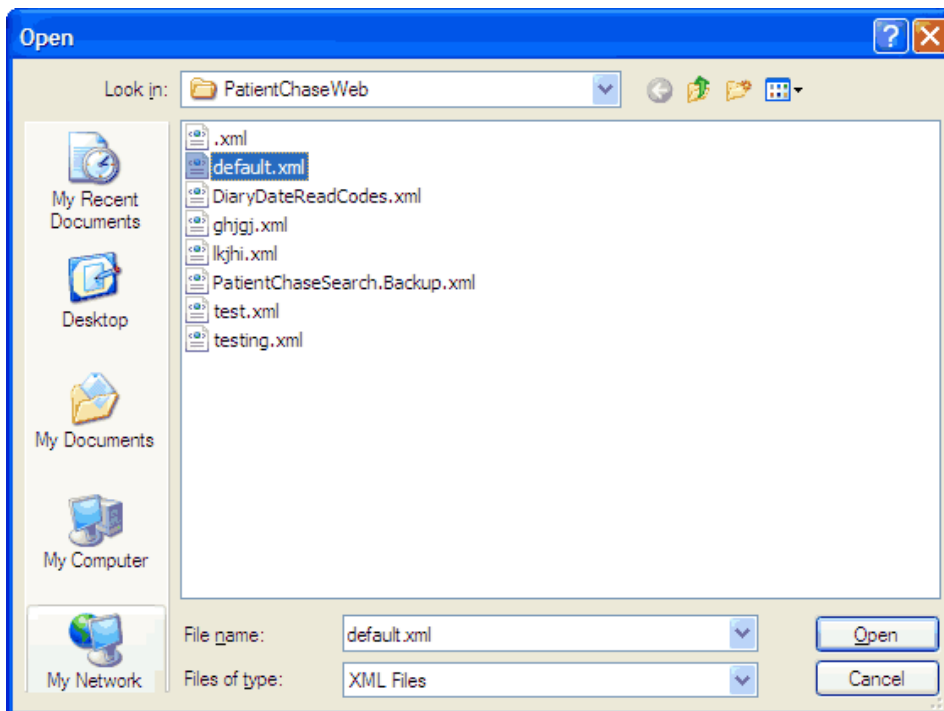 Open
Look in: PatientChaseWeb
My Recent
Documents
Desktop
My Documents
My Computer
My Network
.xml
default.xml
DiaryDateReadCodes.xml
ghjgj.xml
lkjhi.xml
PatientChaseSearch.Backup.xml
test.xml
testing.xml
File name: default.xml Open
Files of type: XML Files Cancel